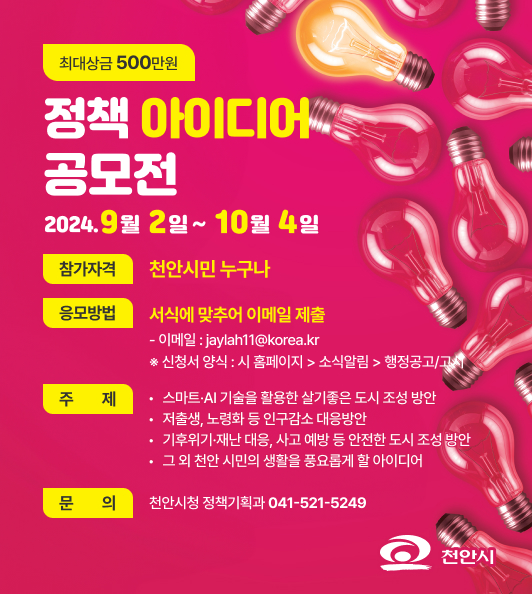 최대상금 500만원
정책 아이디어
공모전
2024. 9월 2일 ~ 10월 4일
참가자격 천안시민 누구나
응모방법 서식에 맞추어 이메일 제출
- 이메일 : jaylah11@korea.kr
※ 신청서 양식 : 시 홈페이지 > 소식알림 > 행정공고/고시
주 제 • 스마트·AI 기술을 활용한 살기좋은 도시 조성 방안
• 저출생, 노령화 등 인구감소 대응방안
• 기후위기·재난 대응, 사고 예방 등 안전한 도시 조성 방안
• 그 외 천안 시민의 생활을 풍요롭게 할 아이디어
문 의 천안시청 정책기획과 041-521-5249
천안시